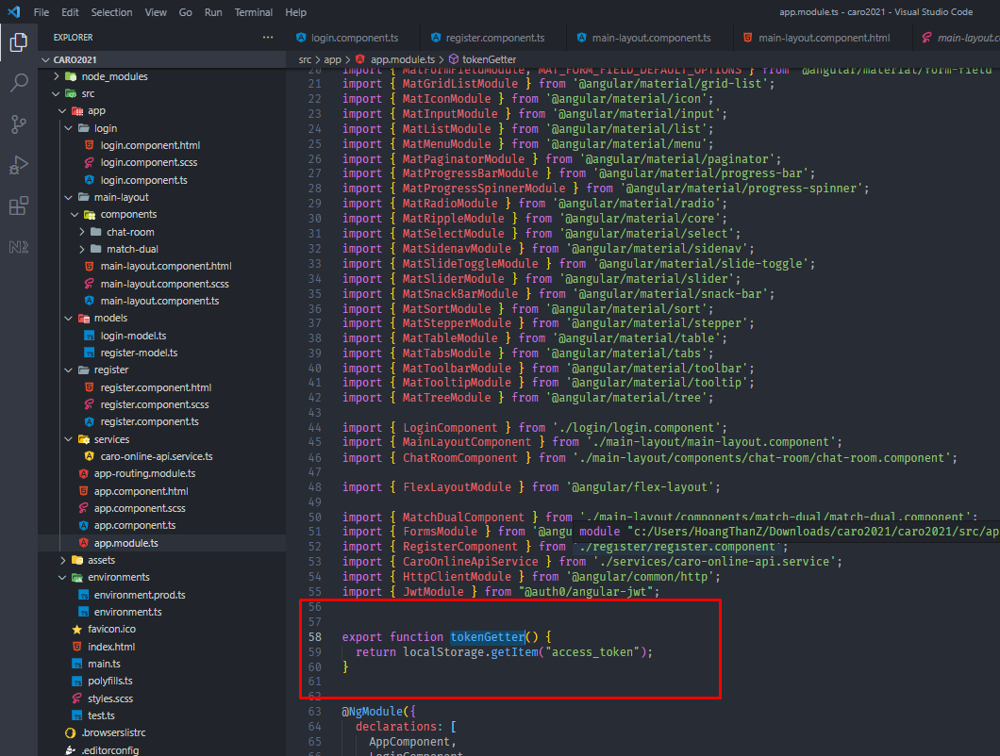 File Edit Selection View Go Run Terminal Help
app.module.ts - caro2021 - Visual Studio Code
EXPLORER
CARO2021
node_modules
src
app
login
login.component.html
login.component.scss
login.component.ts
main-layout
components
chat-room
match-dual
main-layout.component.html
main-layout.component.scss
main-layout.component.ts
models
login-model.ts
register-model.ts
register
register.component.html
register.component.scss
register.component.ts
services
caro-online-api.service.ts
app-routing.module.ts
app.component.html
app.component.scss
app.component.ts
app.module.ts
assets
environments
environment.prod.ts
environment.ts
favicon.ico
index.html
main.ts
polyfills.ts
styles.scss
test.ts
.browserslistrc
.editorconfig
login.component.ts register.component.ts main-layout.component.ts main-layout.component.html main-layout.co
src > app > app.module.ts > tokenGetter
20 import { MatFormFieldModule, MAT_FORM_FIELD_DEFAULT_OPTIONS } from '@angular/material/form-field
21 import { MatGridListModule } from '@angular/material/grid-list';
22 import { MatIconModule } from '@angular/material/icon';
23 import { MatInputModule } from '@angular/material/input';
24 import { MatListModule } from '@angular/material/list';
25 import { MatMenuModule } from '@angular/material/menu';
26 import { MatPaginatorModule } from '@angular/material/paginator';
27 import { MatProgressBarModule } from '@angular/material/progress-bar';
28 import { MatProgressSpinnerModule } from '@angular/material/progress-spinner';
29 import { MatRadioModule } from '@angular/material/radio';
30 import { MatRippleModule } from '@angular/material/core';
31 import { MatSelectModule } from '@angular/material/select';
32 import { MatSidenavModule } from '@angular/material/sidenav';
33 import { MatSlideToggleModule } from '@angular/material/slide-toggle';
34 import { MatSliderModule } from '@angular/material/slider';
35 import { MatSnackBarModule } from '@angular/material/snack-bar';
36 import { MatSortModule } from '@angular/material/sort';
37 import { MatStepperModule } from '@angular/material/stepper';
38 import { MatTableModule } from '@angular/material/table';
39 import { MatTabsModule } from '@angular/material/tabs';
40 import { MatToolbarModule } from '@angular/material/toolbar';
41 import { MatTooltipModule } from '@angular/material/tooltip';
42 import { MatTreeModule } from '@angular/material/tree';
43
44 import { LoginComponent } from './login/login.component';
45 import { MainLayoutComponent } from './main-layout/main-layout.component';
46 import { ChatRoomComponent } from './main-layout/components/chat-room/chat-room.component';
47
48 import { FlexLayoutModule } from '@angular/flex-layout';
49
50 import { MatchDualComponent } from './main-layout/components/match-dual/match-dual.component';
51 import { FormsModule } from '@angu module "c:/Users/HoangThanZ/Downloads/caro2021/caro2021/src/ap
52 import { RegisterComponent } from './register/register.component';
53 import { CaroOnlineApiService } from './services/caro-online-api.service';
54 import { HttpClientModule } from '@angular/common/http';
55 import { JwtModule } from "@auth0/angular-jwt";
56
57
58 export function tokenGetter() {
59 return localStorage.getItem("access_token");
60 }
61
62
63 @NgModule({
64 declarations: [
65 AppComponent,
66 LoginComponent